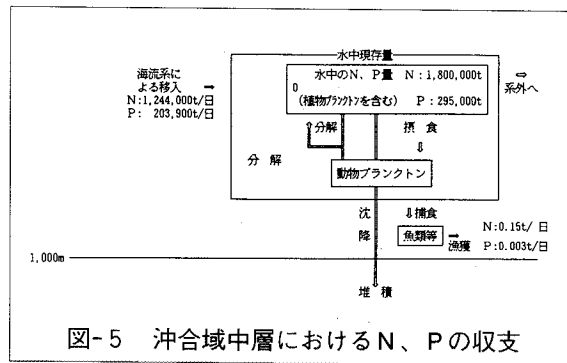 水中現存量
海流系に
よる移入 →
N:1,244,000t/日
P: 203,900t/日
水中のN、P量 N:1,800,000t
0
(植物プランクトンを含む) P: 295,000t
⇨
系外へ
分解
摂食
⇩
分解
動物プランクトン
沈
降
⇩捕食
魚類等
→
漁獲
N:0.15t/日
P:0.003t/日
1,000m
堆積
図-5 沖合域中層におけるN、Pの収支